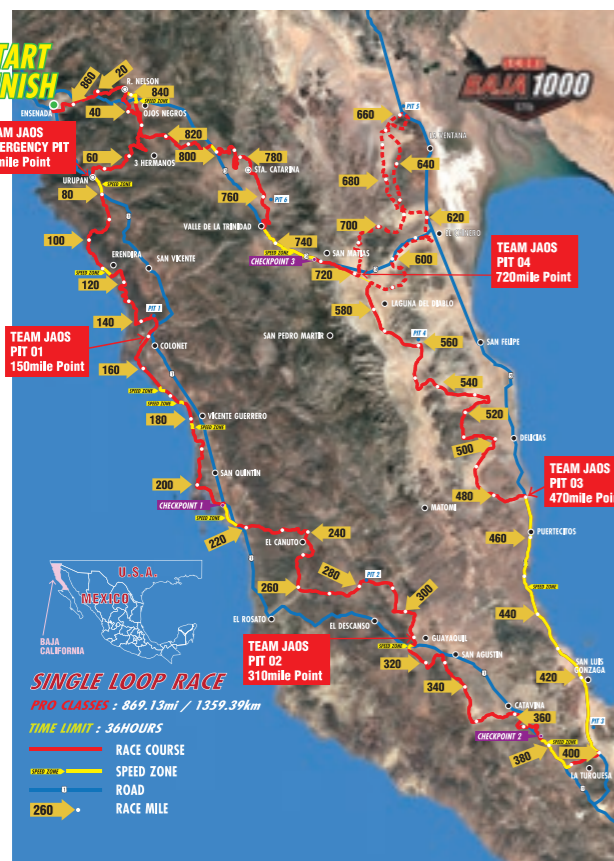 START
FINISH
SCORE
BAJA 1000
860
20
R. NELSON
840
SPEED ZONE
ENSENADA
40
OJOS NEGROS
TEAM JAOS
EMERGENCY PIT
mile Point
820
60
3 HERMANOS
800
780
STA. CATARINA
URUPAN
SPEED ZONE
80
760
PIT 6
VALLE DE LA TRINIDAD
100
740
SPEED ZONE
SAN MATIAS
CHECKPOINT 3
720
660
PIT 5
LA VENTANA
640
680
620
700
EL CHINERO
600
TEAM JAOS
PIT 04
720mile Point
ERENDIRA
SAN VICENTE
SPEED ZONE
120
LAGUNA DEL DIABLO
580
140
PIT 1
SAN PEDRO MARTIR
PIT 4
560
SAN FELIPE
TEAM JAOS
PIT 01
150mile Point
COLONET
160
540
SPEED ZONE
SPEED ZONE
180
VICENTE GUERRERO
SPEED ZONE
520
500
DELICIAS
SAN QUINTIN
200
480
TEAM JAOS
PIT 03
470mile Point
CHECKPOINT 1
SPEED ZONE
MATOMI
220
240
EL CANUTO
460
PUERTECITOS
280
PIT 2
260
SPEED ZONE
300
440
EL ROSATO
EL DESCANSO
GUAYAQUIL
TEAM JAOS
PIT 02
310mile Point
SPEED ZONE
SAN AGUSTIN
320
SAN LUIS
GONZAGA
420
340
CATAVINA
360
PIT 3
CHECKPOINT 2
SPEED ZONE
380
400
LA TURQUESA
U.S.A.
MEXICO
BAJA
CALIFORNIA
SINGLE LOOP RACE
PRO CLASSES : 869.13mi / 1359.39km
TIME LIMIT : 36HOURS
RACE COURSE
SPEED ZONE
SPEED ZONE
1
ROAD
260
RACE MILE